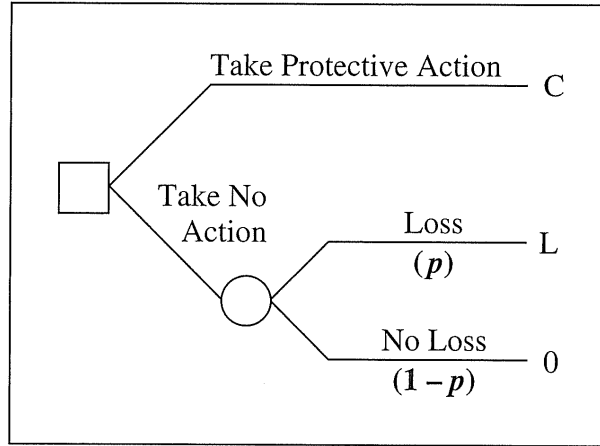 Take Protective Action
C
Take No
Action
Loss
(p)
L
No Loss
(1 – p)
0